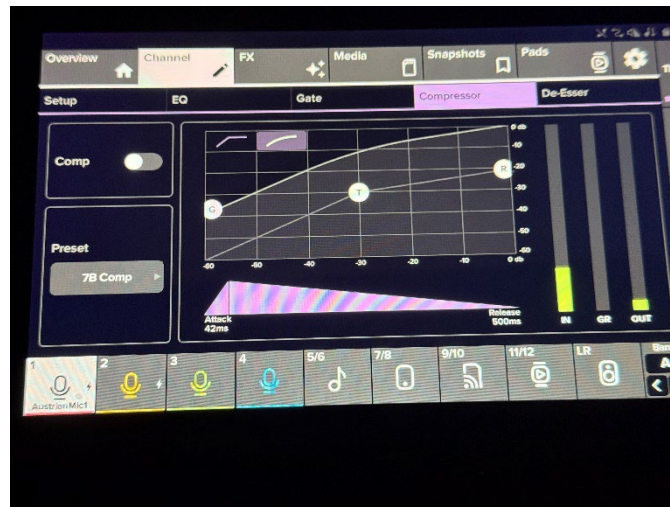 Overview
Channel
FX
Media
Snapshots
Pads
Setup
EQ
Gate
Compressor
De-Esser
Comp
Preset
7B Comp
G
T
R
0 dB
-10
-20
-30
-40
-50
-60
-60
-50
-40
-30
-20
-10
0 dB
Attack
42ms
Release
500ms
IN
GR
OUT
1
AustrianMic1
2
3
4
5/6
7/8
9/10
11/12
LR
A